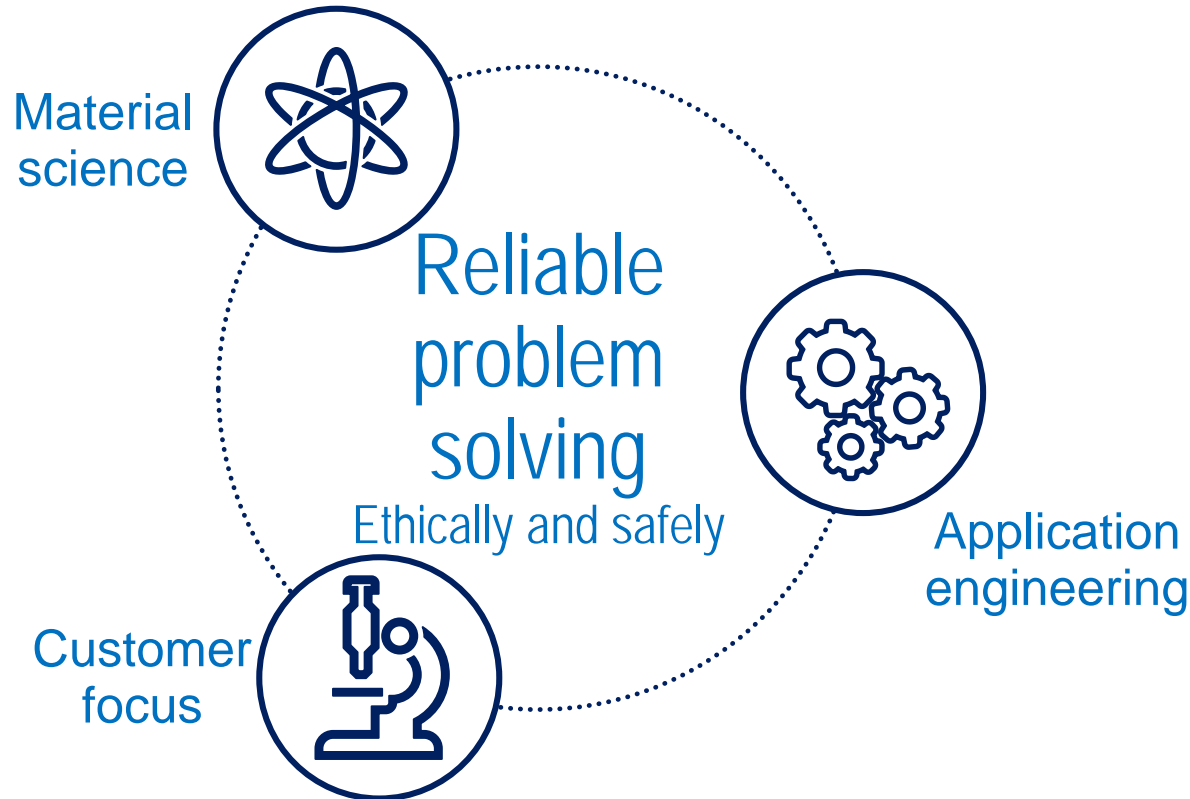 Material
science
Reliable
problem
solving
Ethically and safely
Application
engineering
Customer
focus